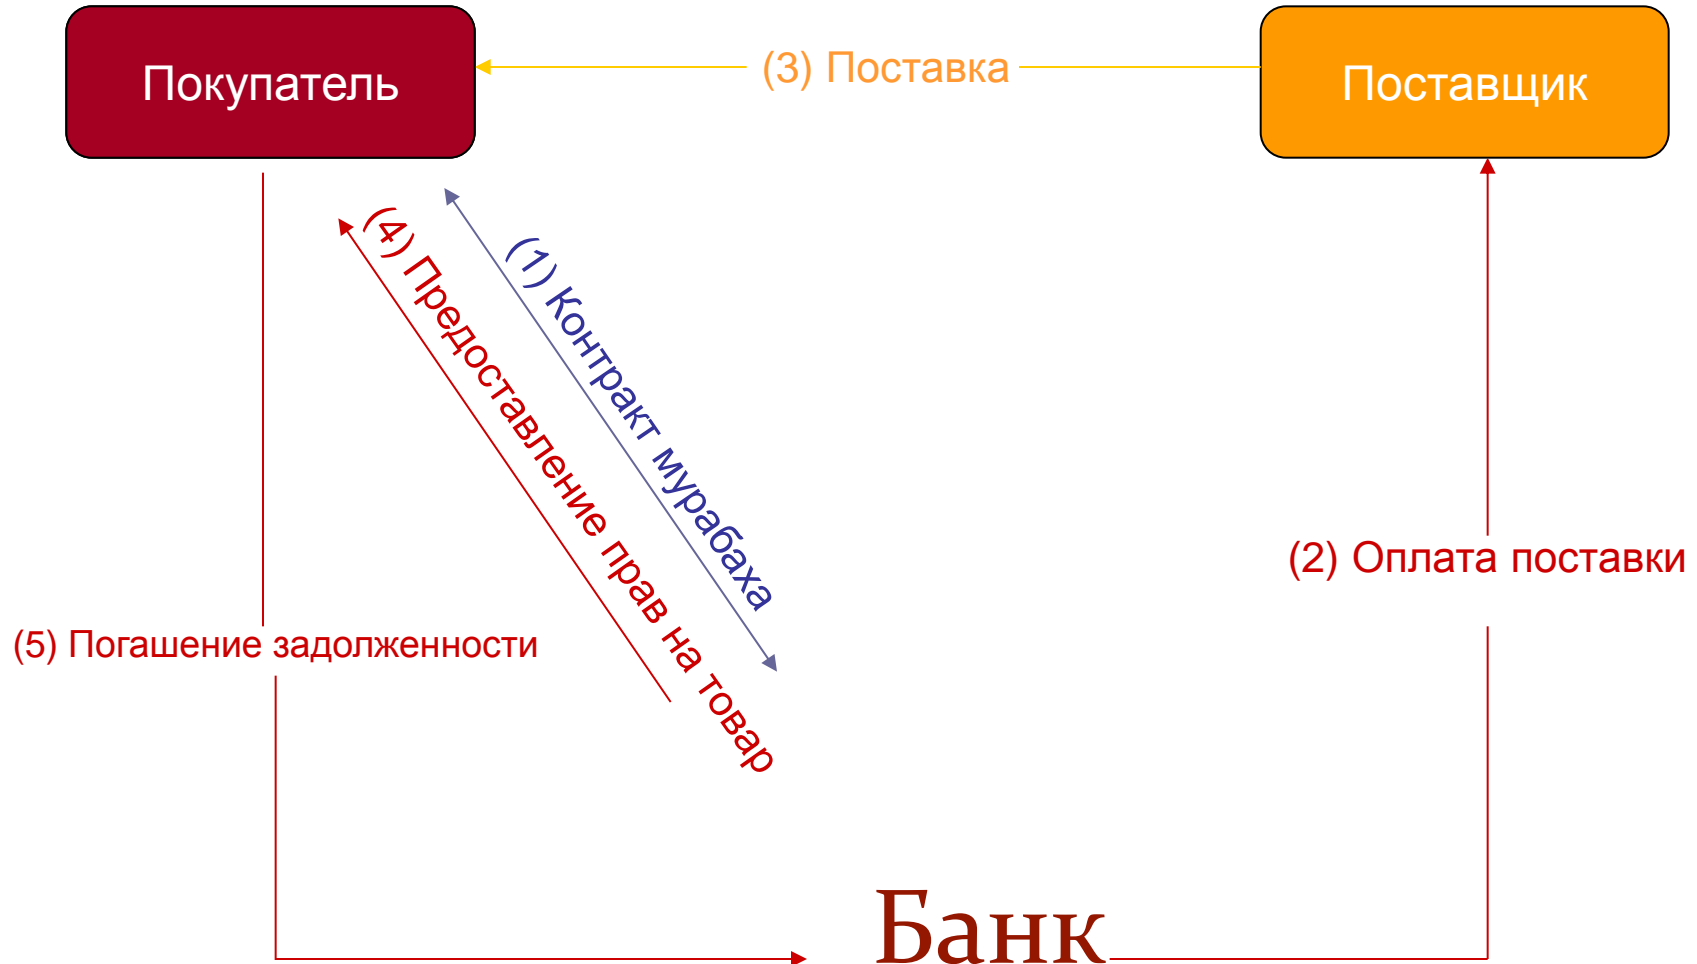 Покупатель
(3) Поставка
Поставщик
(1) Контракт мурабаха
(4) Предоставление прав на товар
(2) Оплата поставки
(5) Погашение задолженности
Банк